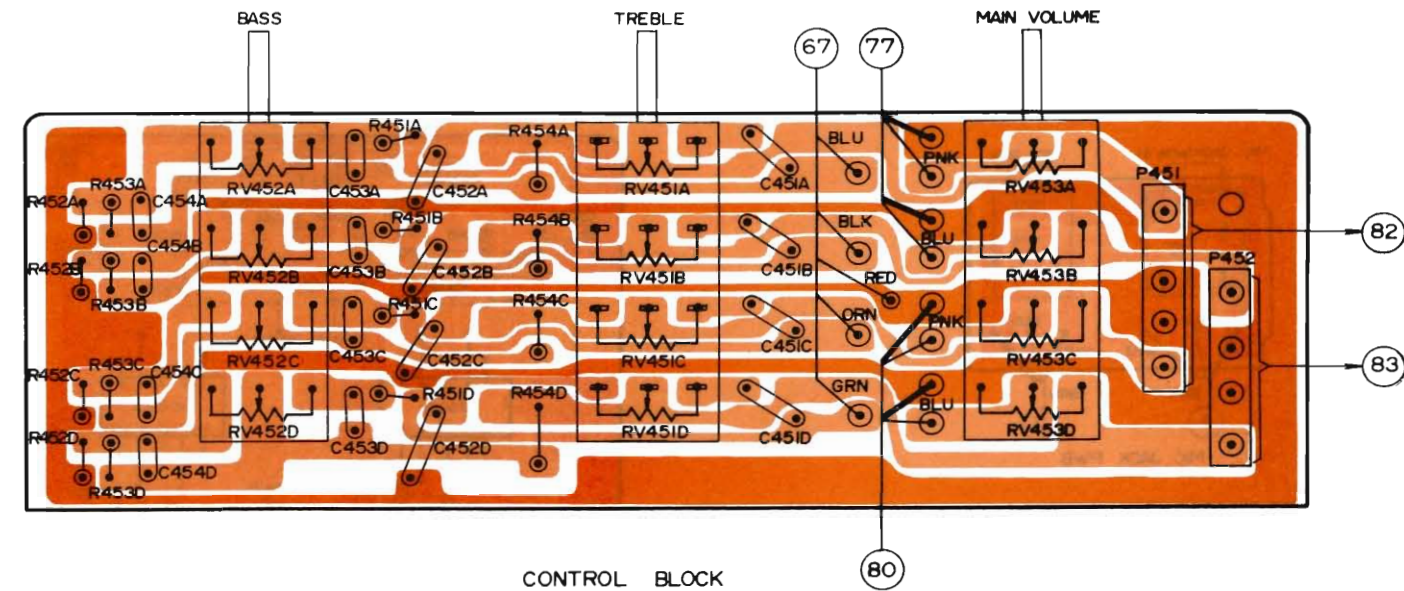 BASS
TREBLE
MAIN VOLUME
67
77
R451A
R454A
BLU
PNK
RV452A
C453A
C452A
RV451A
C451A
RV453A
P451
R453A
C454A
R452A
R451B
R454B
BLK
BLU
82
C454B
R452B
R453B
RV452B
C453B
C452B
RV451B
C451B
RED
RV453B
P452
R451C
R454C
ORN
PNK
RV452C
C453C
C452C
RV451C
C451C
RV453C
83
R453C
C454C
R452C
R451D
R454D
GRN
BLU
RV452D
C453D
C452D
RV451D
C451D
RV453D
R452D
C454D
R453D
CONTROL BLOCK
80